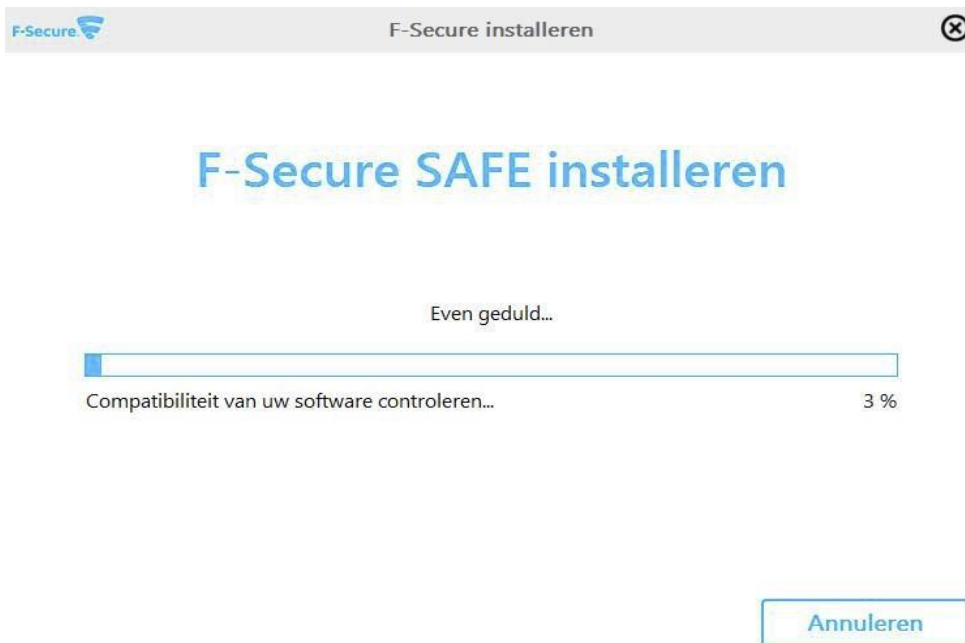 F-Secure
F-Secure installeren
F-Secure SAFE installeren
Even geduld...
Compatibiliteit van uw software controleren...
3 %
Annuleren